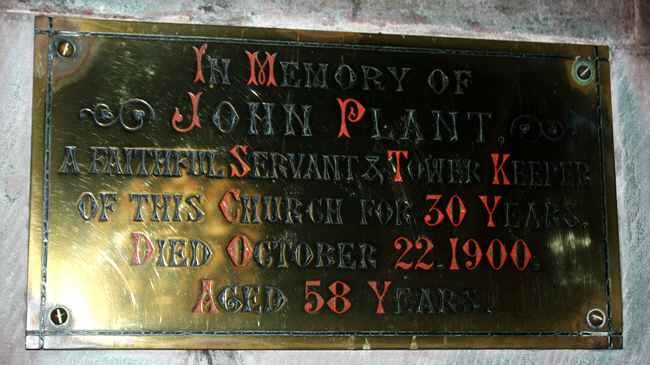 In Memory of
John Plant,
A Faithful Servant & Tower Keeper
of this Church for 30 Years,
Died October 22. 1900.
Aged 58 Years.